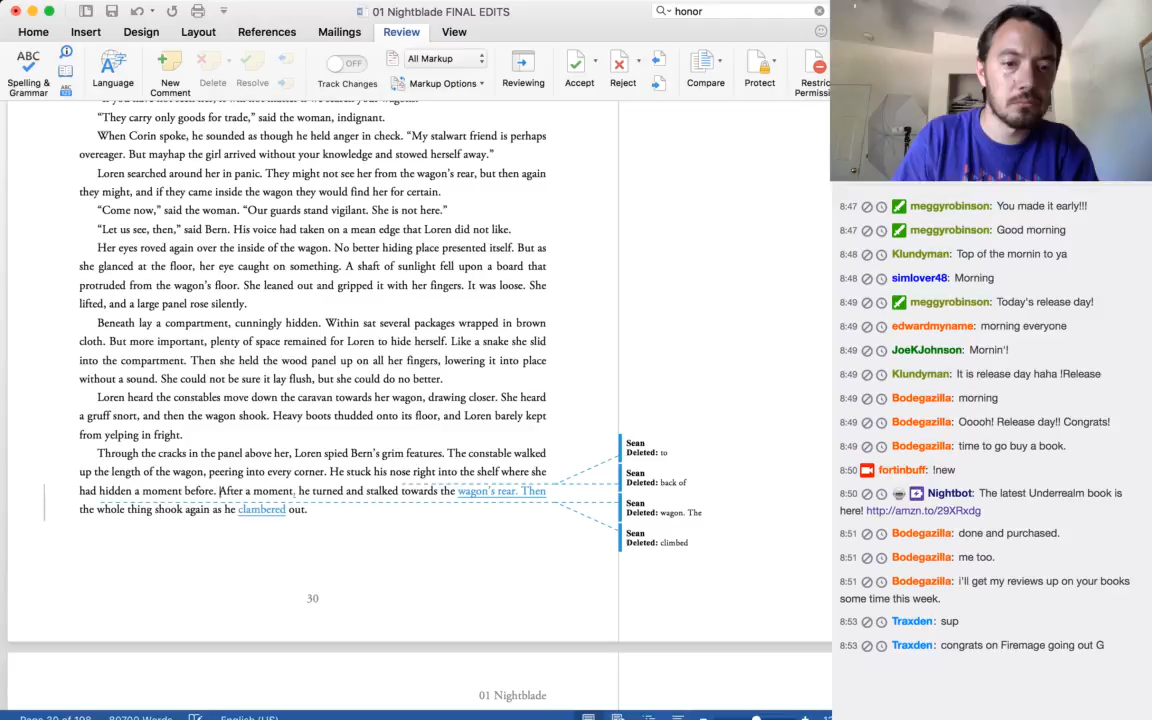 01 Nightblade FINAL EDITS
honor
Home Insert Design Layout References Mailings Review View
ABC
Spelling &
Grammar
ABC
123
Language
New
Comment
Delete
Resolve
OFF
Track Changes
All Markup
Markup Options
Reviewing
Accept
Reject
Compare
Protect
Restric
Permissi
“They carry only goods for trade,” said the woman, indignant.
When Corin spoke, he sounded as though he held anger in check. “My stalwart friend is perhaps
overeager. But mayhap the girl arrived without your knowledge and stowed herself away.”
Loren searched around her in panic. They might not see her from the wagon’s rear, but then again
they might, and if they came inside the wagon they would find her for certain.
“Come now,” said the woman. “Our guards stand vigilant. She is not here.”
“Let us see, then,” said Bern. His voice had taken on a mean edge that Loren did not like.
Her eyes roved again over the inside of the wagon. No better hiding place presented itself. But as
she glanced at the floor, her eye caught on something. A shaft of sunlight fell upon a board that
protruded from the wagon’s floor. She leaned out and gripped it with her fingers. It was loose. She
lifted, and a large panel rose silently.
Beneath lay a compartment, cunningly hidden. Within sat several packages wrapped in brown
cloth. But more important, plenty of space remained for Loren to hide herself. Like a snake she slid
into the compartment. Then she held the wood panel up on all her fingers, lowering it into place
without a sound. She could not be sure it lay flush, but she could do no better.
Loren heard the constables move down the caravan towards her wagon, drawing closer. She heard
a gruff snort, and then the wagon shook. Heavy boots thudded onto its floor, and Loren barely kept
from yelping in fright.
Through the cracks in the panel above her, Loren spied Bern’s grim features. The constable walked
up the length of the wagon, peering into every corner. He stuck his nose right into the shelf where she
had hidden a moment before. After a moment, he turned and stalked towards the wagon’s rear. Then
the whole thing shook again as he clambered out.
Sean
Deleted: to
Sean
Deleted: back of
Sean
Deleted: wagon. The
Sean
Deleted: climbed
30
01 Nightblade
Page 30 of 198 80700 Words English (US)
8:47 meggyrobinson: You made it early!!!
8:47 meggyrobinson: Good morning
8:48 Klundyman: Top of the mornin to ya
8:48 simlover48: Morning
8:49 meggyrobinson: Today's release day!
8:49 edwardmyname: morning everyone
8:49 JoeKJohnson: Mornin'!
8:49 Klundyman: It is release day haha !Release
8:49 Bodegazilla: morning
8:49 Bodegazilla: Ooooh! Release day!! Congrats!
8:49 Bodegazilla: time to go buy a book.
8:50 fortinbuff: !new
8:50 Nightbot: The latest Underrealm book is
here! http://amzn.to/29XRxdg
8:51 Bodegazilla: done and purchased.
8:51 Bodegazilla: me too.
8:51 Bodegazilla: i'll get my reviews up on your books
some time this week.
8:53 Traxden: sup
8:53 Traxden: congrats on Firemage going out G